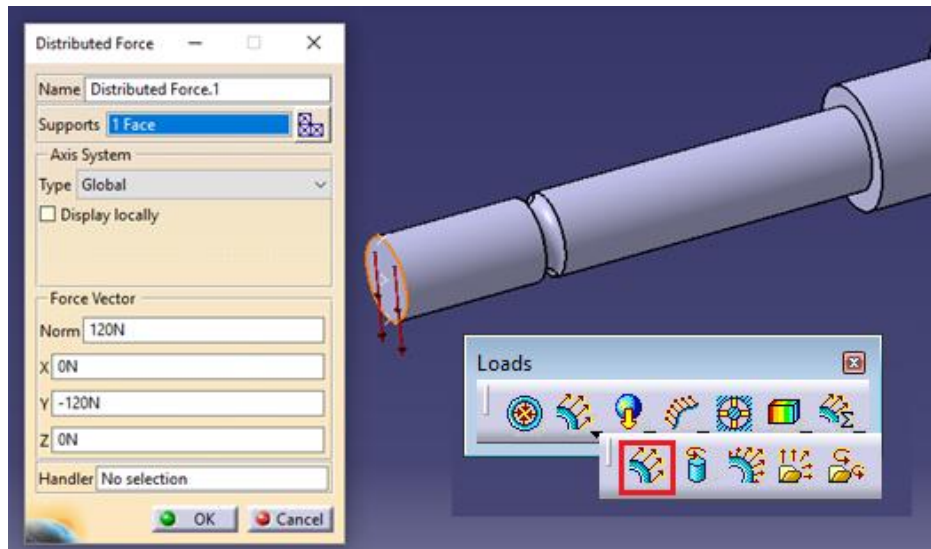 Distributed Force
Name Distributed Force.1
Supports 1 Face
Axis System
Type Global
Display locally
Force Vector
Norm 120N
X 0N
Y -120N
Z 0N
Handler No selection
OK Cancel
Loads